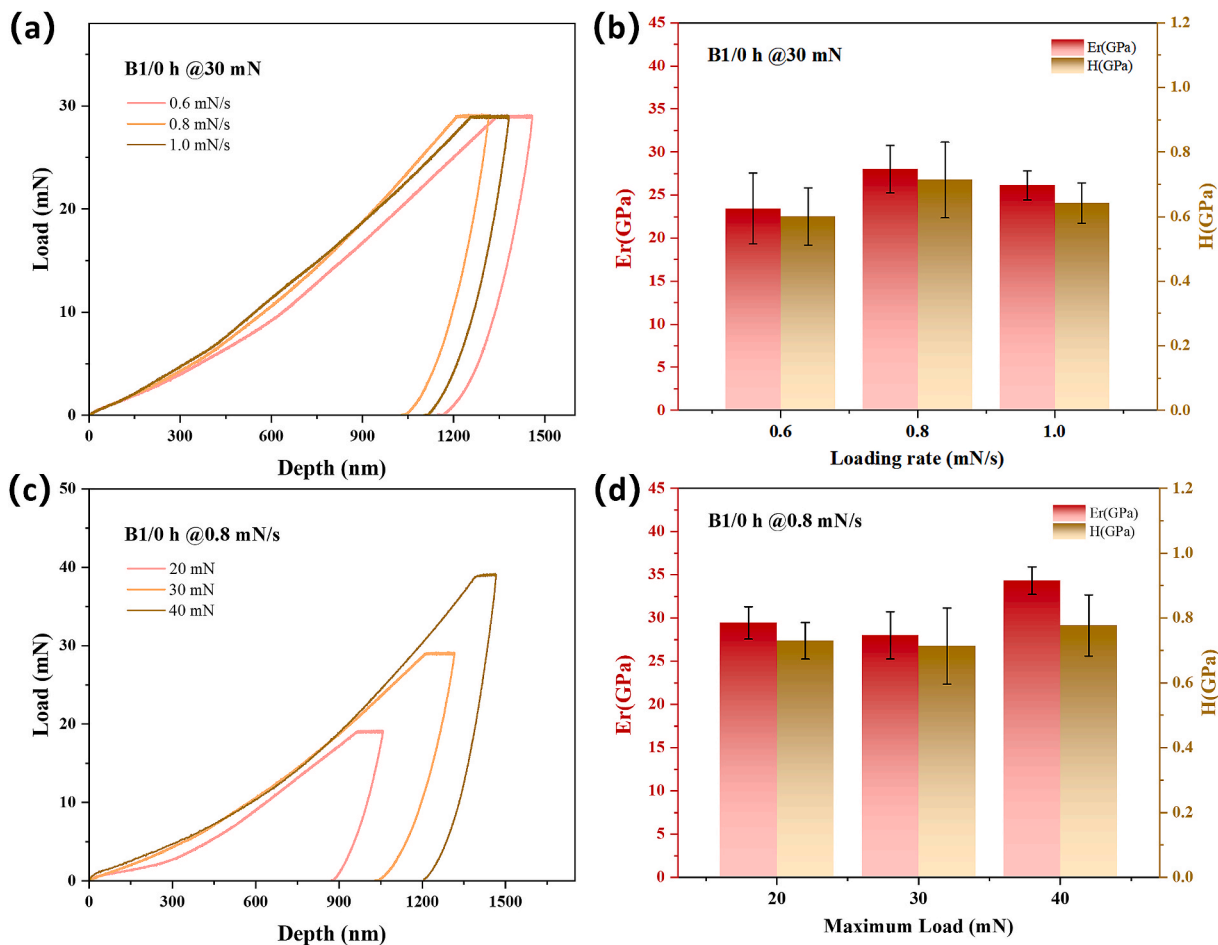 (a)
B1/0 h @30 mN
0.6 mN/s
0.8 mN/s
1.0 mN/s
30
20
10
0
Load (mN)
0 300 600 900 1200 1500
Depth (nm)
(b)
B1/0 h @30 mN
Er(GPa)
H(GPa)
45
40
35
30
25
20
15
10
5
0
Er(GPa)
1.2
1.0
0.8
0.6
0.4
0.2
0.0
H(GPa)
0.6 0.8 1.0
Loading rate (mN/s)
(c)
B1/0 h @0.8 mN/s
20 mN
30 mN
40 mN
50
40
30
20
10
0
Load (mN)
0 300 600 900 1200 1500
Depth (nm)
(d)
B1/0 h @0.8 mN/s
Er(GPa)
H(GPa)
45
40
35
30
25
20
15
10
5
0
Er(GPa)
1.2
1.0
0.8
0.6
0.4
0.2
0.0
H(GPa)
20 30 40
Maximum Load (mN)